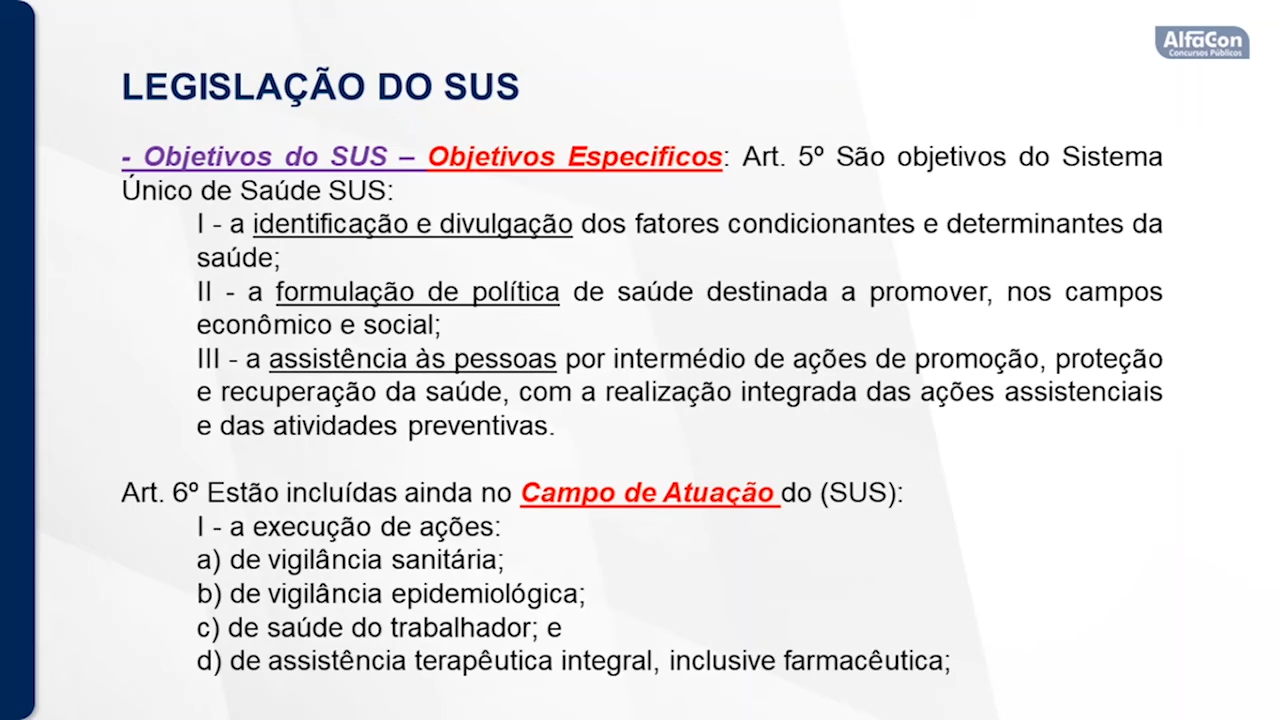 AlfaCon
Concursos Públicos
LEGISLAÇÃO DO SUS
- Objetivos do SUS – Objetivos Especificos: Art. 5º São objetivos do Sistema
Único de Saúde SUS:
I - a identificação e divulgação dos fatores condicionantes e determinantes da
saúde;
II - a formulação de política de saúde destinada a promover, nos campos
econômico e social;
III - a assistência às pessoas por intermédio de ações de promoção, proteção
e recuperação da saúde, com a realização integrada das ações assistenciais
e das atividades preventivas.
Art. 6º Estão incluídas ainda no Campo de Atuação do (SUS):
I - a execução de ações:
a) de vigilância sanitária;
b) de vigilância epidemiológica;
c) de saúde do trabalhador; e
d) de assistência terapêutica integral, inclusive farmacêutica;